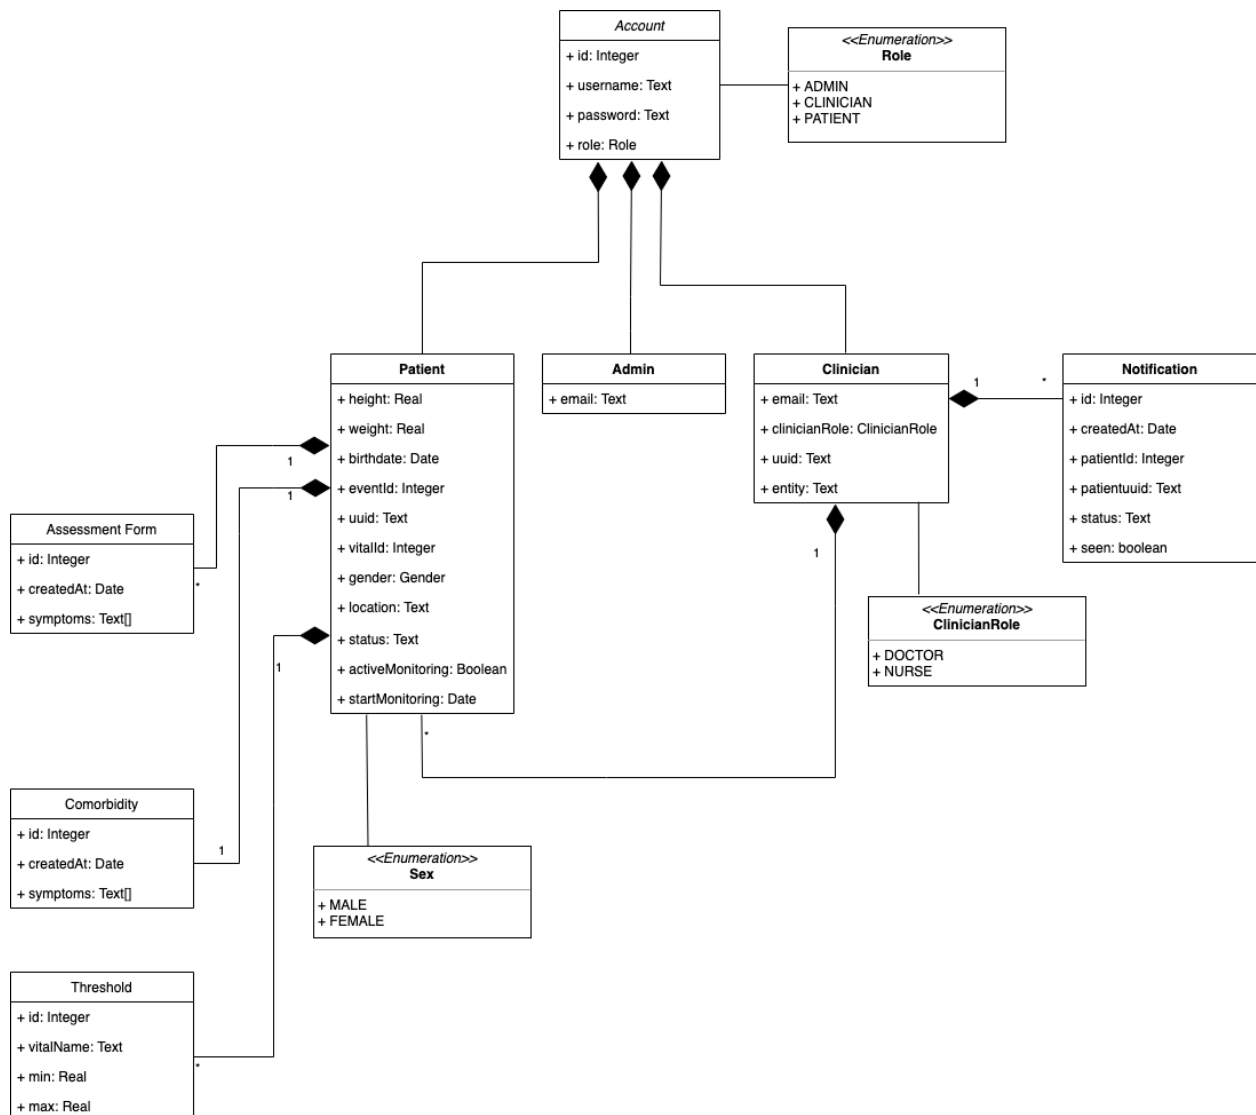 Account
+ id: Integer
+ username: Text
+ password: Text
+ role: Role
<<Enumeration>>
Role
+ ADMIN
+ CLINICIAN
+ PATIENT
Patient
+ height: Real
+ weight: Real
+ birthdate: Date
+ eventId: Integer
+ uuid: Text
+ vitalId: Integer
+ gender: Gender
+ location: Text
+ status: Text
+ activeMonitoring: Boolean
+ startMonitoring: Date
Admin
+ email: Text
Clinician
+ email: Text
+ clinicianRole: ClinicianRole
+ uuid: Text
+ entity: Text
1
*
Notification
+ id: Integer
+ createdAt: Date
+ patientId: Integer
+ patientuuid: Text
+ status: Text
+ seen: boolean
1
1
Assessment Form
+ id: Integer
+ createdAt: Date
+ symptoms: Text[]
*
1
1
<<Enumeration>>
ClinicianRole
+ DOCTOR
+ NURSE
*
Comorbidity
+ id: Integer
+ createdAt: Date
+ symptoms: Text[]
1
<<Enumeration>>
Sex
+ MALE
+ FEMALE
Threshold
+ id: Integer
+ vitalName: Text
+ min: Real
+ max: Real
*